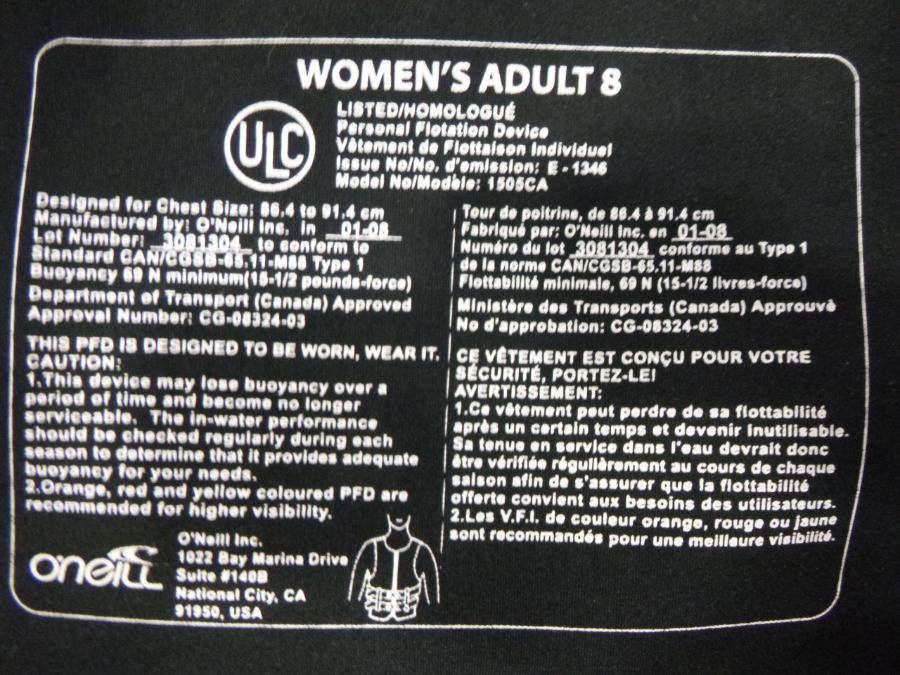 WOMEN'S ADULT 8
ULC
LISTED/HOMOLOGUÉ
Personal Flotation Device
Vêtement de Flottaison Individuel
Issue No/No. d'emission: E - 1346
Model No/Modèle: 1505CA
Designed for Chest Size: 86.4 to 91.4 cm
Manufactured by: O'Neill Inc. in 01-08
Lot Number: 3081304 to conform to
Standard CAN/CGSB-65.11-M88 Type 1
Buoyancy 69 N minimum(15-1/2 pounds-force)
Department of Transport (Canada) Approved
Approval Number: CG-08324-03
THIS PFD IS DESIGNED TO BE WORN, WEAR IT.
CAUTION:
1.This device may lose buoyancy over a
period of time and become no longer
serviceable. The in-water performance
should be checked regularly during each
season to determine that it provides adequate
buoyancy for your needs.
2.Orange, red and yellow coloured PFD are
recommended for higher visibility.
Tour de poitrine, de 86.4 à 91.4 cm
Fabriqué par: O'Neill Inc. en 01-08
Numéro du lot 3081304 conforme au Type 1
de la norme CAN/CGSB-65.11-M88
Flottabilité minimale, 69 N (15-1/2 livres-force)
Ministère des Transports (Canada) Approuvè
No d'approbation: CG-08324-03
CE VÊTEMENT EST CONÇU POUR VOTRE
SÉCURITÉ, PORTEZ-LE!
AVERTISSEMENT:
1.Ce vêtement peut perdre de sa flottabilité
après un certain temps et devenir inutilisable.
Sa tenue en service dans l'eau devrait donc
être vérifiée régulièrement au cours de chaque
saison afin de s'assurer que la flottabilité
offerte convient aux besoins des utilisateurs.
2.Les V.F.I. de couleur orange, rouge ou jaune
sont recommandés pour une meilleure visibilité.
O'NEILL
O'Neill Inc.
1022 Bay Marina Drive
Suite #140B
National City, CA
91950, USA